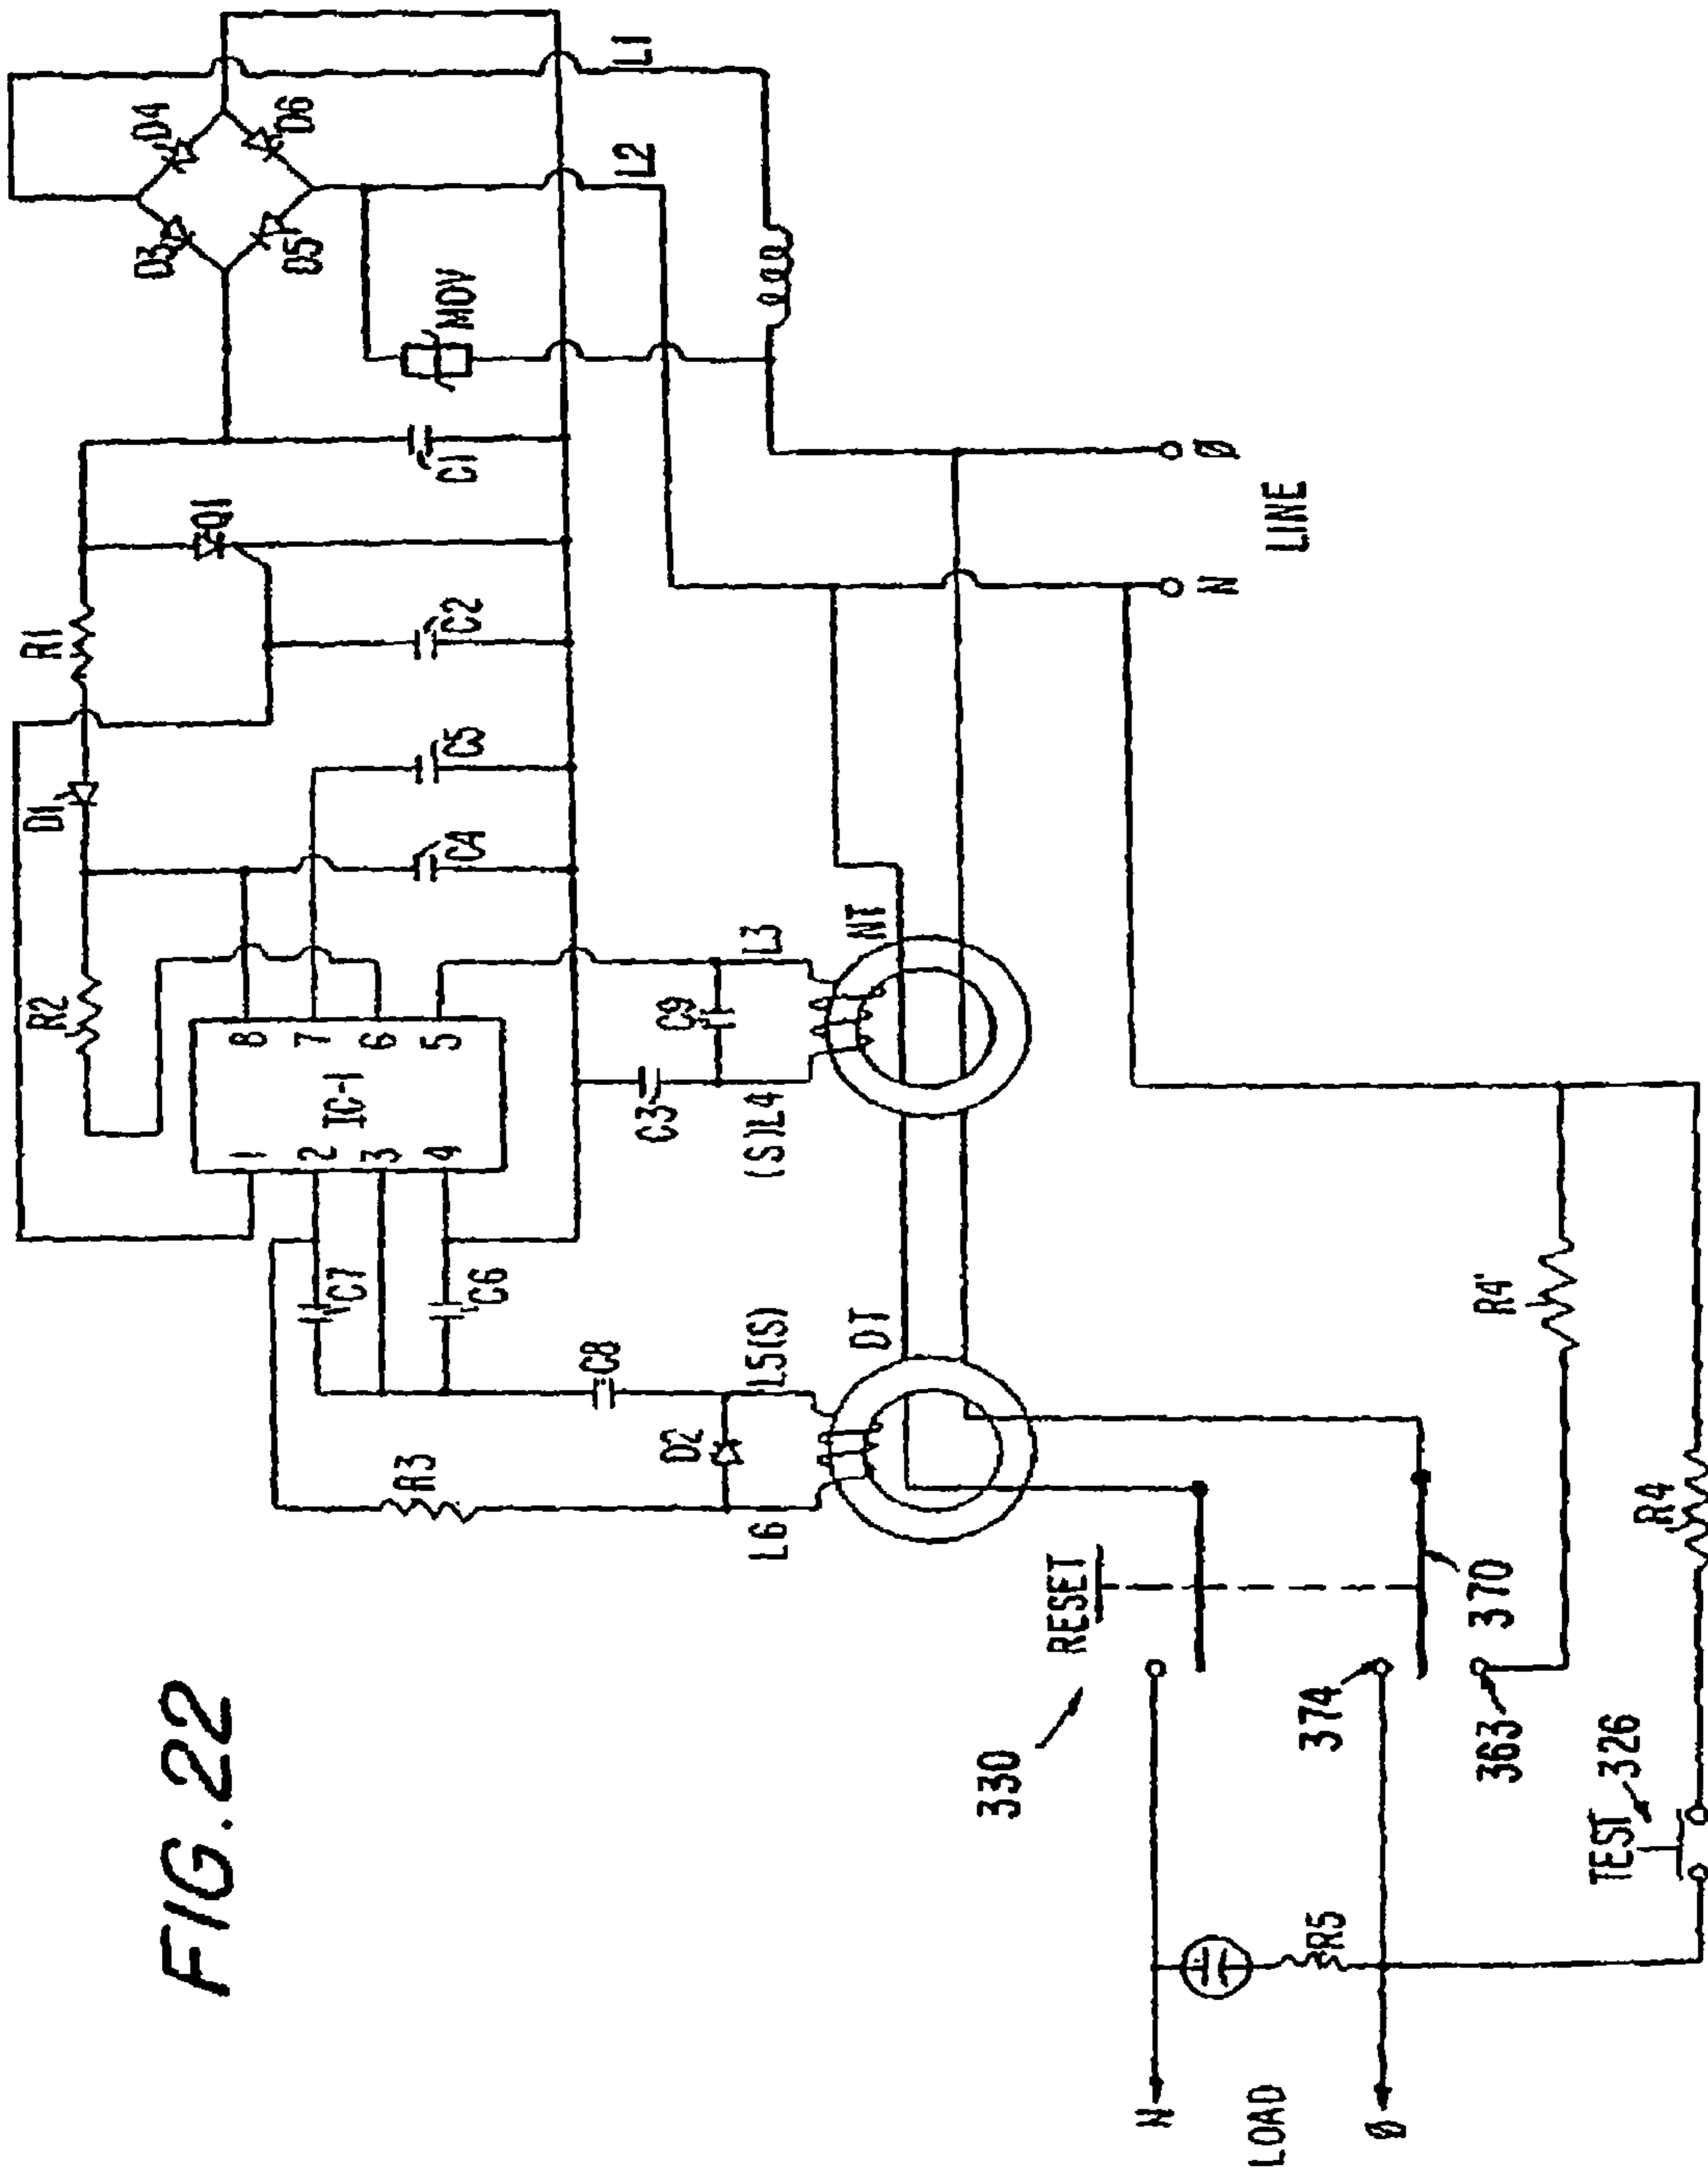 FIG. 22
R2
D1
R1
D3
D4
D5
D6
Q1
IC-1
1
2
3
4
8
7
6
5
C7
C6
CA
C5
C2
C1
MOV
L2
L1
R3
C8
D2
L6
L5(S)
C3
C9
(S)L4
L3
DT
NT
N
Ø
LINE
RESET
330
374
363
370
R4'
R4
TEST
326
R5
N
LOAD
Ø